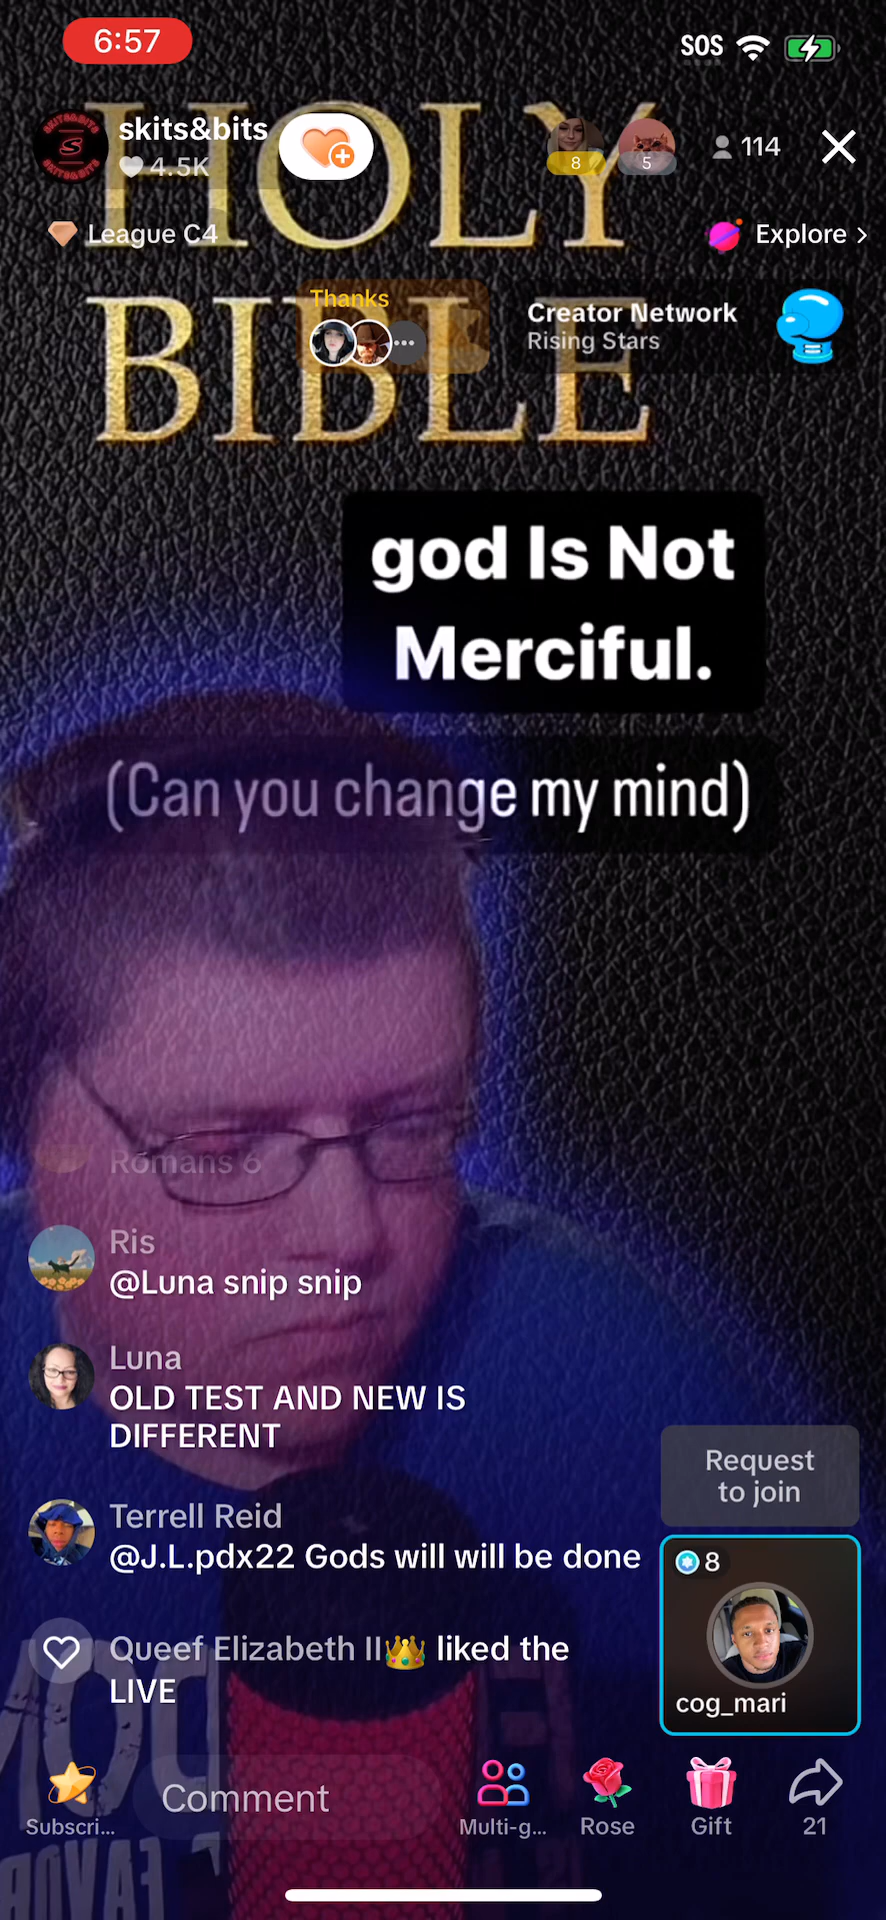 6:57
SOS
HOLY
skits&bits
4.5K
8
5
114
League C4
Explore >
BIBLE
Thanks
Creator Network
Rising Stars
god Is Not
Merciful.
(Can you change my mind)
Romans 6
Ris
@Luna snip snip
Luna
OLD TEST AND NEW IS
DIFFERENT
Request
to join
Terrell Reid
@J.L.pdx22 Gods will will be done
8
Queef Elizabeth II👑 liked the
LIVE
cog_mari
Subscri...
Comment
Multi-g...
Rose
Gift
21